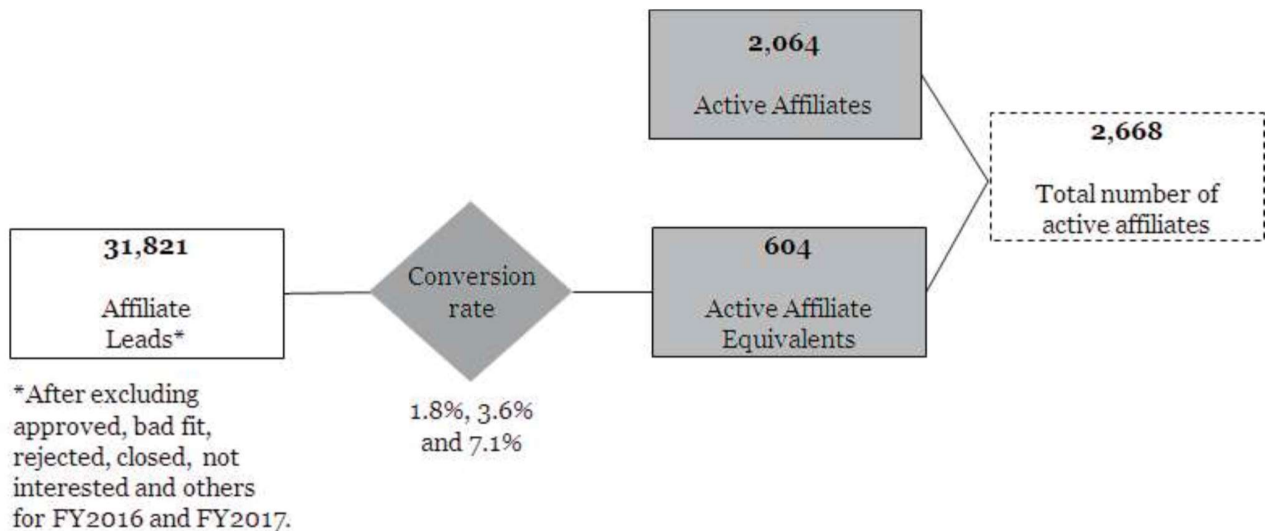 31,821
Affiliate
Leads*
*After excluding
approved, bad fit,
rejected, closed, not
interested and others
for FY2016 and FY2017.
Conversion
rate
1.8%, 3.6%
and 7.1%
2,064
Active Affiliates
604
Active Affiliate
Equivalents
2,668
Total number of
active affiliates